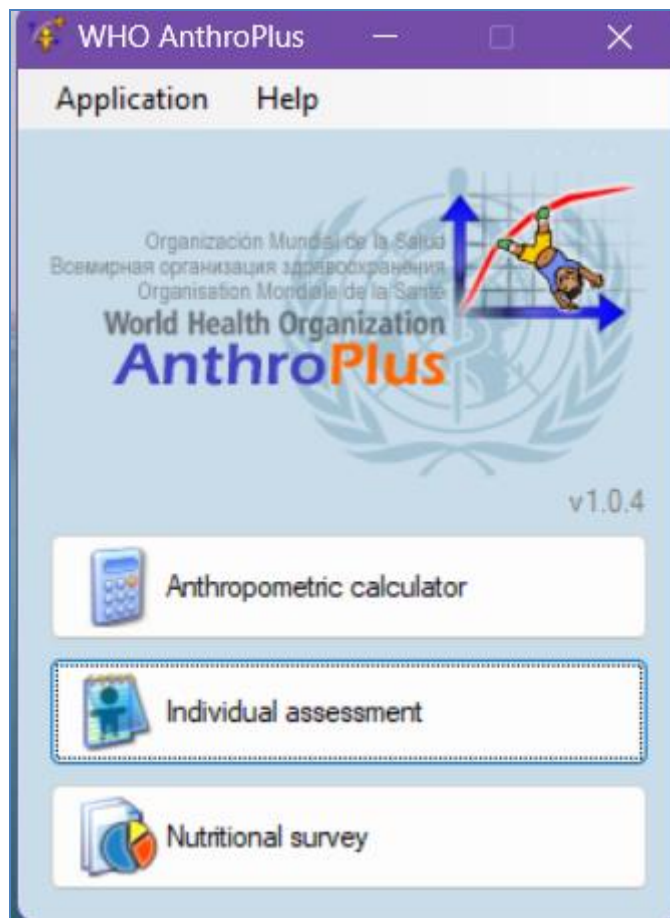 WHO AnthroPlus
Application Help
Organización Mundial de la Salud
Всемирная организация здравоохранения
Organisation Mondiale de la Santé
World Health Organization
AnthroPlus
v1.0.4
Anthropometric calculator
Individual assessment
Nutritional survey